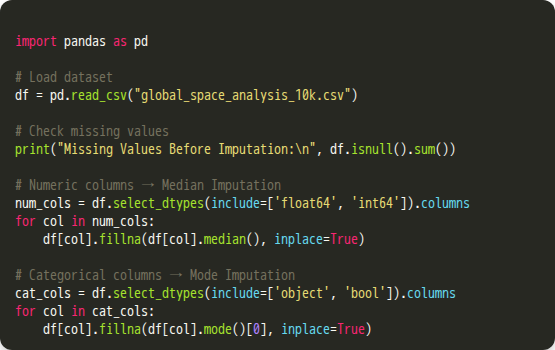 import pandas as pd
# Load dataset
df = pd.read_csv("global_space_analysis_10k.csv")
# Check missing values
print("Missing Values Before Imputation:\n", df.isnull().sum())
# Numeric columns → Median Imputation
num_cols = df.select_dtypes(include=['float64', 'int64']).columns
for col in num_cols:
    df[col].fillna(df[col].median(), inplace=True)
# Categorical columns → Mode Imputation
cat_cols = df.select_dtypes(include=['object', 'bool']).columns
for col in cat_cols:
    df[col].fillna(df[col].mode()[0], inplace=True)